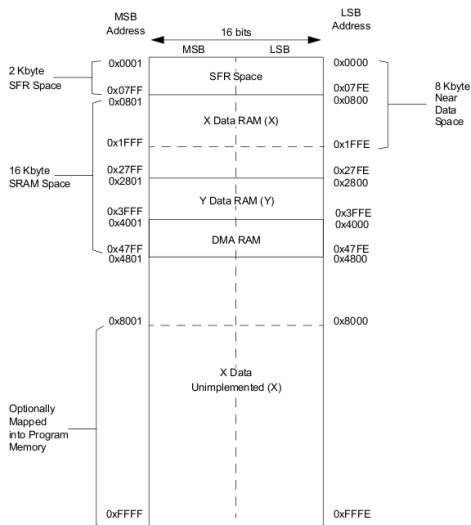 MSB
Address
LSB
Address
16 bits
MSB LSB
0x0001 0x0000
2 Kbyte
SFR Space
SFR Space
0x07FF 0x07FE
0x0801 0x0800
8 Kbyte
Near
Data
Space
X Data RAM (X)
0x1FFF 0x1FFE
16 Kbyte
SRAM Space
0x27FF 0x27FE
0x2801 0x2800
Y Data RAM (Y)
0x3FFF 0x3FFE
0x4001 0x4000
DMA RAM
0x47FF 0x47FE
0x4801 0x4800
0x8001 0x8000
X Data
Unimplemented (X)
Optionally
Mapped
into Program
Memory
0xFFFF 0xFFFE